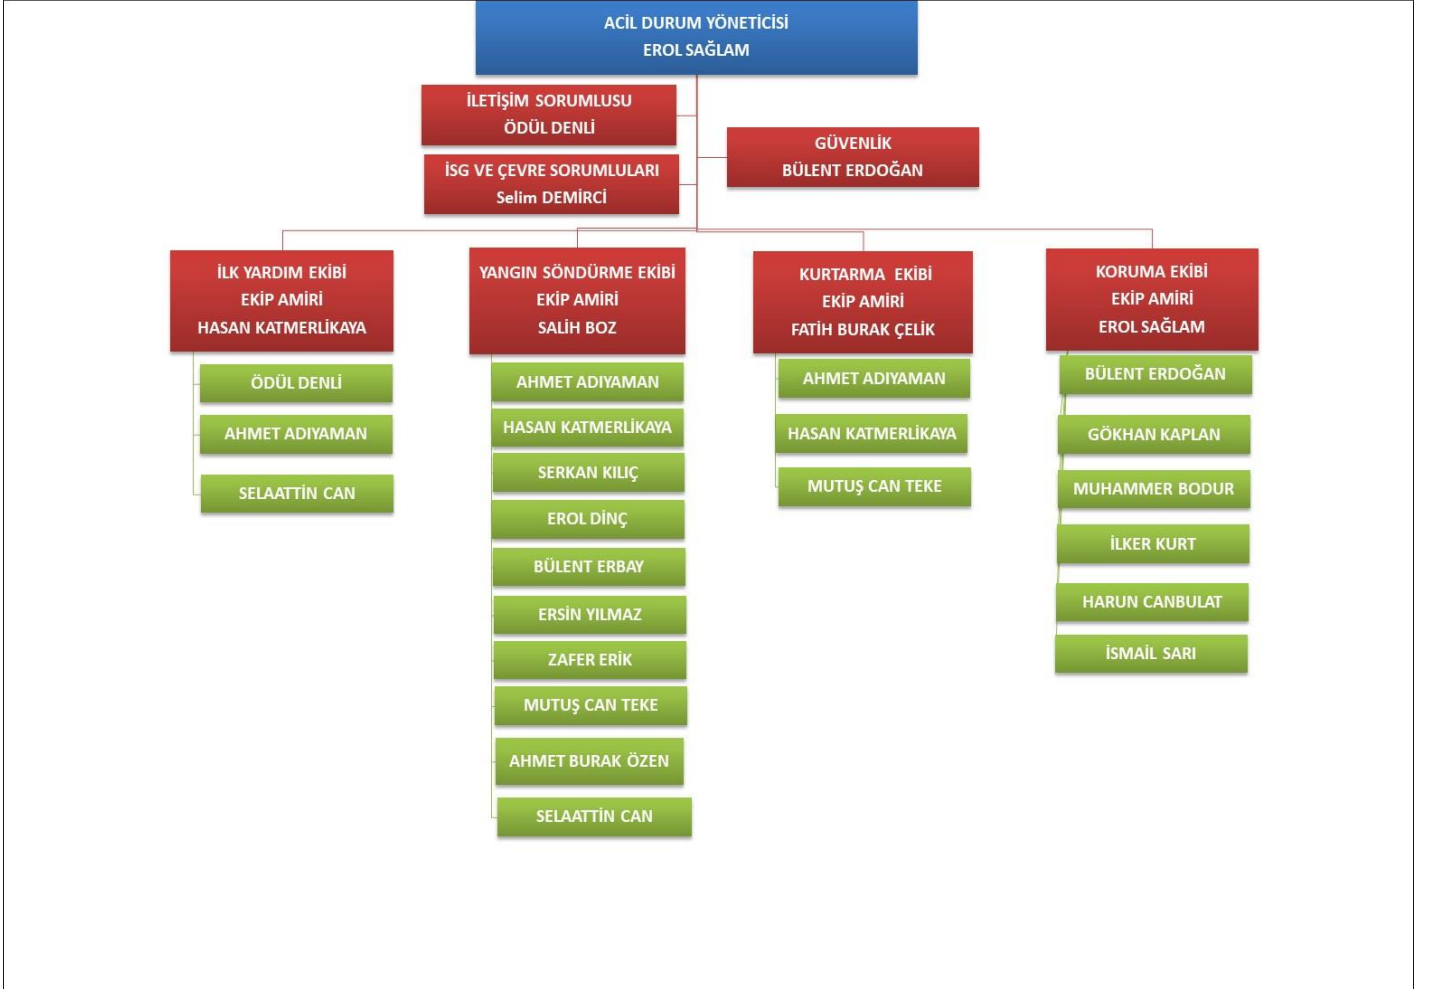 ACİL DURUM YÖNETİCİSİ
EROL SAĞLAM
İLETİŞİM SORUMLUSU
ÖDÜL DENLİ
GÜVENLİK
BÜLENT ERDOĞAN
İSG VE ÇEVRE SORUMLULARI
Selim DEMİRCİ
İLK YARDIM EKİBİ
EKİP AMİRİ
HASAN KATMERLİKAYA
ÖDÜL DENLİ
AHMET ADIYAMAN
SELAATTİN CAN
YANGIN SÖNDÜRME EKİBİ
EKİP AMİRİ
SALİH BOZ
AHMET ADIYAMAN
HASAN KATMERLİKAYA
SERKAN KILIÇ
EROL DİNÇ
BÜLENT ERBAY
ERSİN YILMAZ
ZAFER ERİK
MUTUŞ CAN TEKE
AHMET BURAK ÖZEN
SELAATTİN CAN
KURTARMA EKİBİ
EKİP AMİRİ
FATİH BURAK ÇELİK
AHMET ADIYAMAN
HASAN KATMERLİKAYA
MUTUŞ CAN TEKE
KORUMA EKİBİ
EKİP AMİRİ
EROL SAĞLAM
BÜLENT ERDOĞAN
GÖKHAN KAPLAN
MUHAMMER BODUR
İLKER KURT
HARUN CANBULAT
İSMAİL SARI